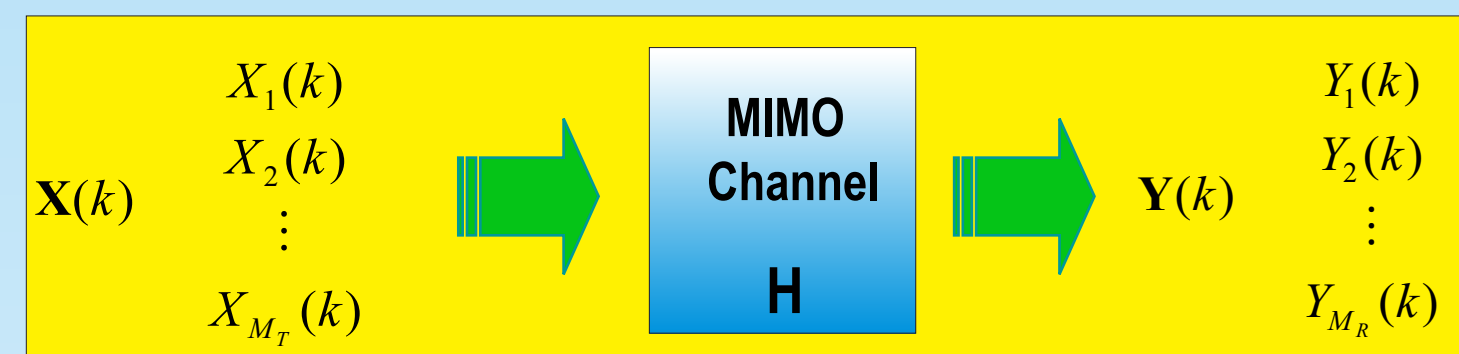 X(k)
X₁(k)
X₂(k)
⋮
X_{M_T}(k)
MIMO
Channel
H
Y(k)
Y₁(k)
Y₂(k)
⋮
Y_{M_R}(k)